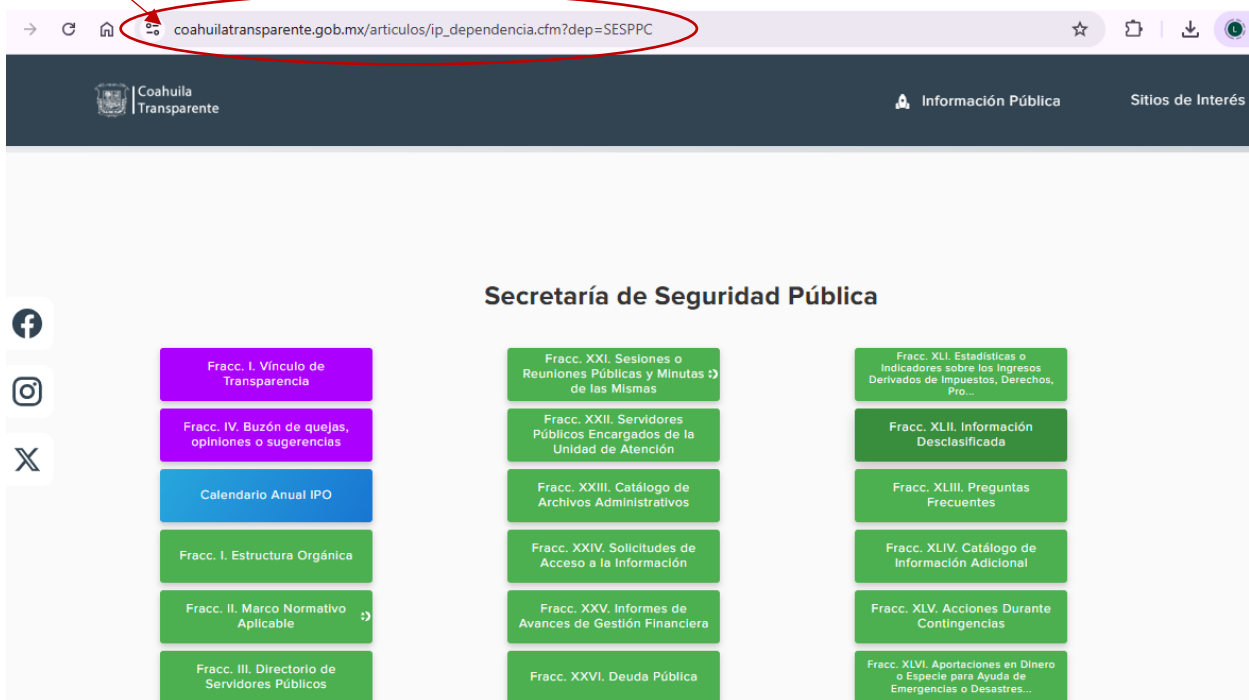 coahuilatransparente.gob.mx/articulos/ip_dependencia.cfm?dep=SESPPC
L
Coahuila
Transparente
Información Pública
Sitios de Interés
Secretaría de Seguridad Pública
Fracc. I. Vínculo de
Transparencia
Fracc. IV. Buzón de quejas,
opiniones o sugerencias
Calendario Anual IPO
Fracc. I. Estructura Orgánica
Fracc. II. Marco Normativo
Aplicable
Fracc. III. Directorio de
Servidores Públicos
Fracc. XXI. Sesiones o
Reuniones Públicas y Minutas
de las Mismas
Fracc. XXII. Servidores
Públicos Encargados de la
Unidad de Atención
Fracc. XXIII. Catálogo de
Archivos Administrativos
Fracc. XXIV. Solicitudes de
Acceso a la Información
Fracc. XXV. Informes de
Avances de Gestión Financiera
Fracc. XXVI. Deuda Pública
Fracc. XLI. Estadísticas o
Indicadores sobre los Ingresos
Derivados de Impuestos, Derechos,
Pro...
Fracc. XLII. Información
Desclasificada
Fracc. XLIII. Preguntas
Frecuentes
Fracc. XLIV. Catálogo de
Información Adicional
Fracc. XLV. Acciones Durante
Contingencias
Fracc. XLVI. Aportaciones en Dinero
o Especie para Ayuda de
Emergencias o Desastres...